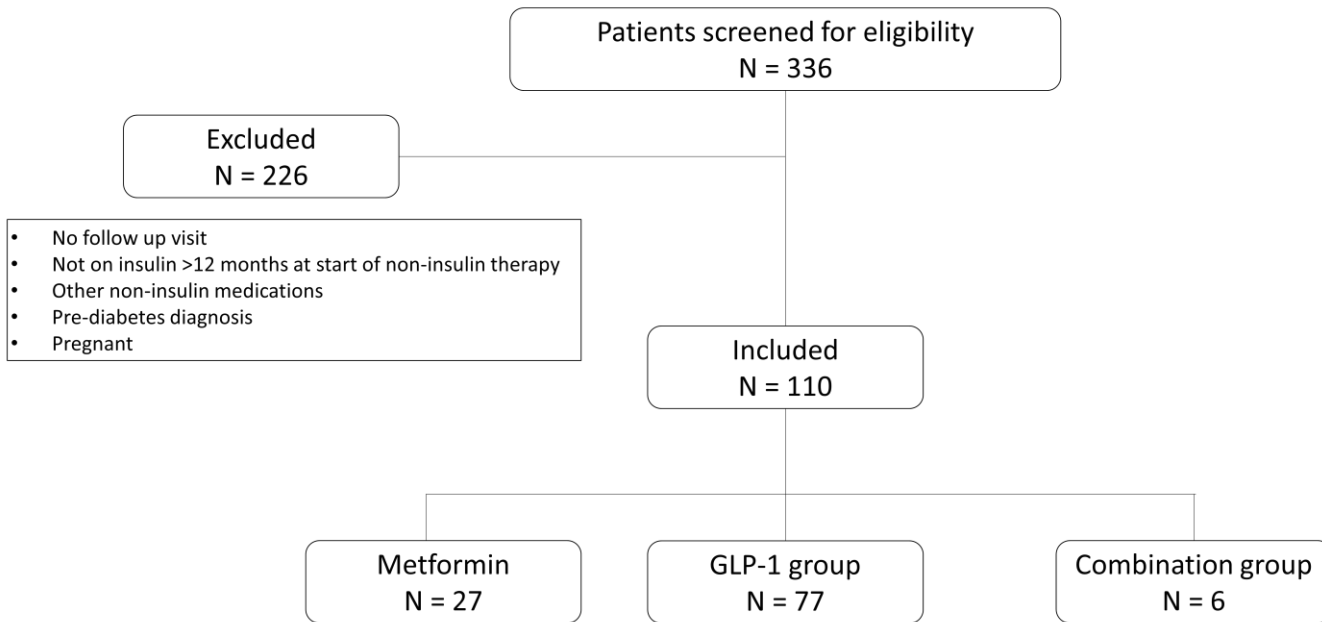 Patients screened for eligibility
N = 336
Excluded
N = 226
• No follow up visit
• Not on insulin >12 months at start of non-insulin therapy
• Other non-insulin medications
• Pre-diabetes diagnosis
• Pregnant
Included
N = 110
Metformin
N = 27
GLP-1 group
N = 77
Combination group
N = 6